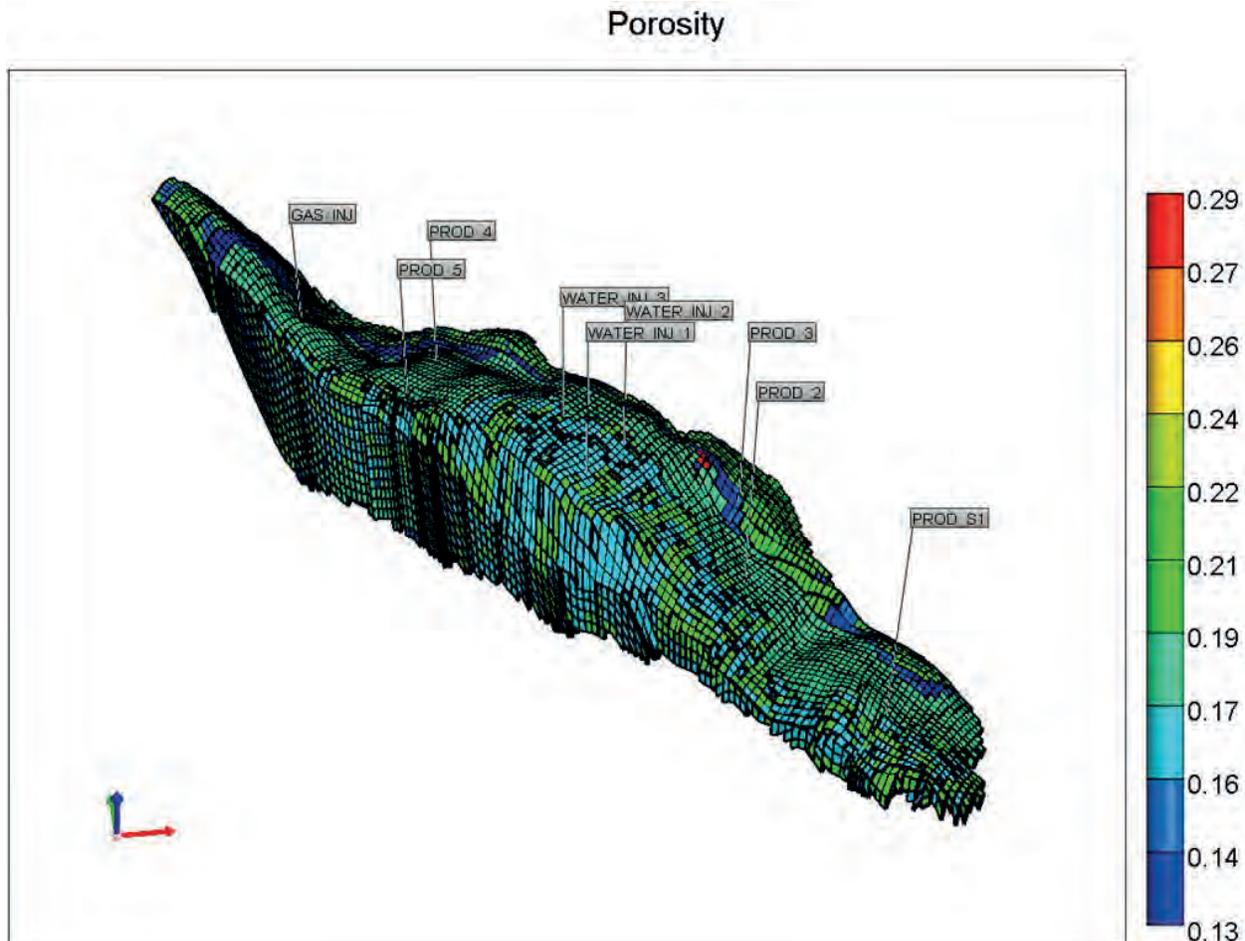 Porosity
GAS INJ
PROD 4
PROD 5
WATER INJ 3
WATER INJ 2
WATER INJ 1
PROD 3
PROD 2
PROD S1
0.29
0.27
0.26
0.24
0.22
0.21
0.19
0.17
0.16
0.14
0.13